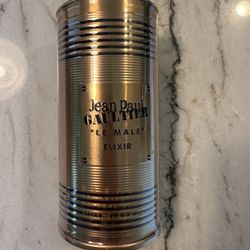 Jean Paul
GAULTIER
"LE MALE"
ELIXIR